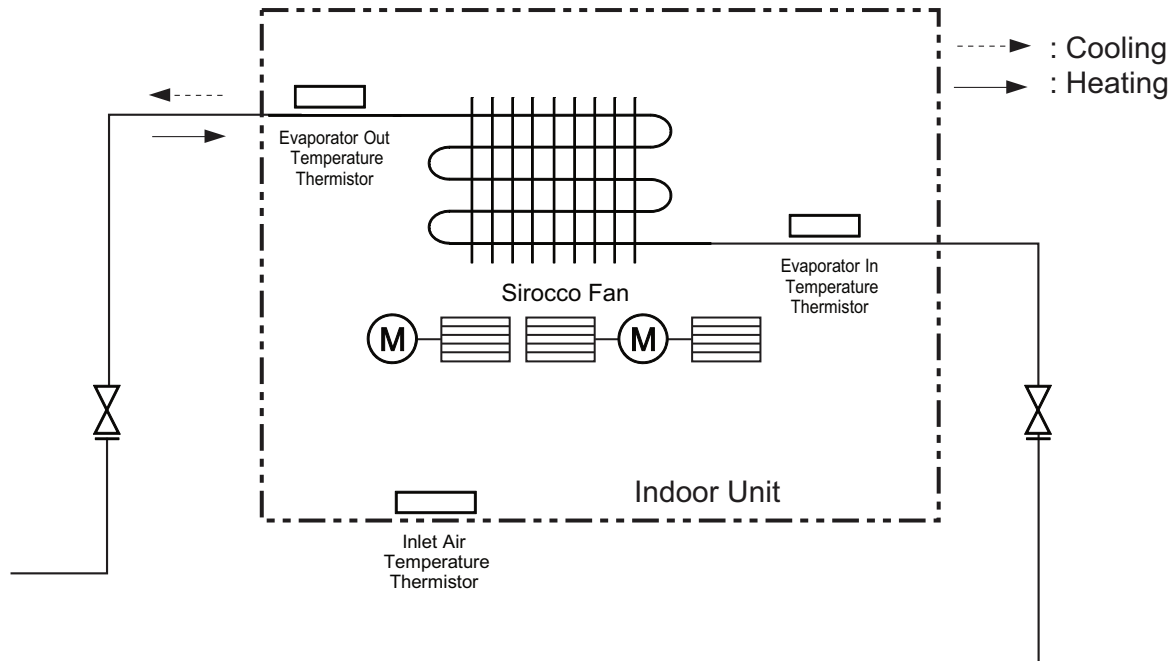 : Cooling
: Heating
Evaporator Out
Temperature
Thermistor
Evaporator In
Temperature
Thermistor
Sirocco Fan
M
M
Indoor Unit
Inlet Air
Temperature
Thermistor